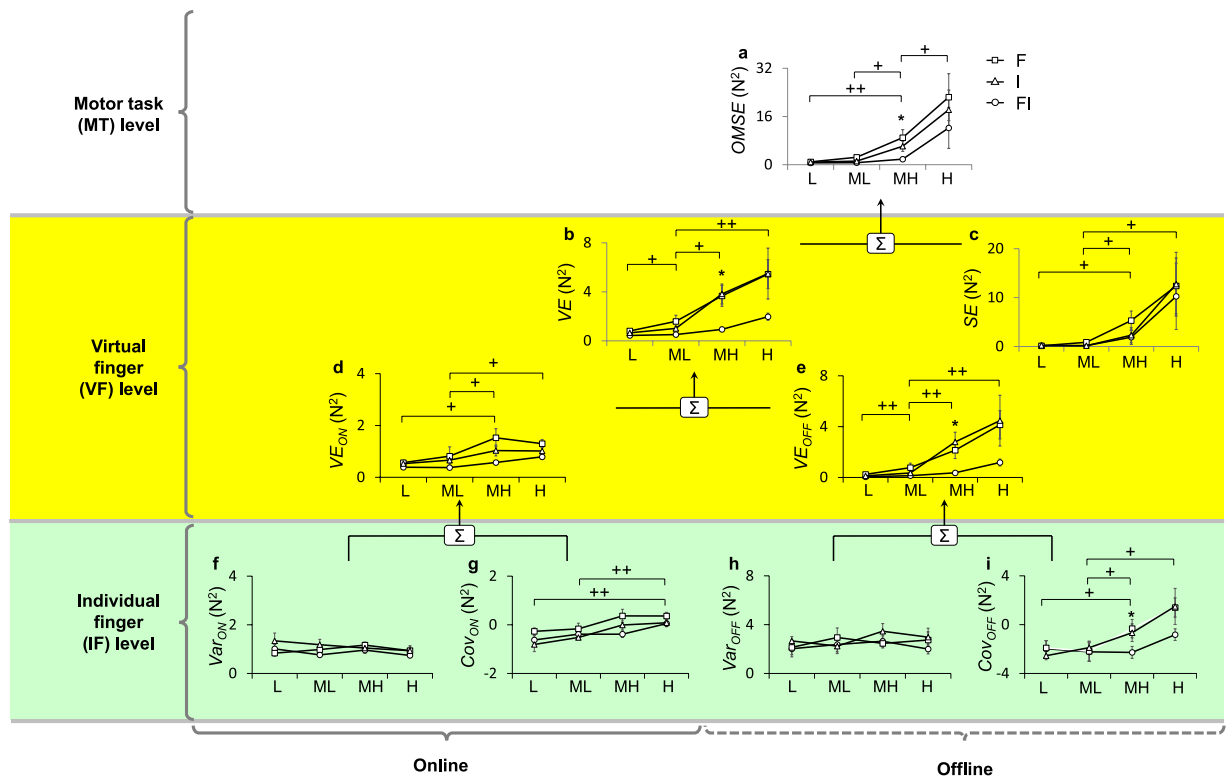 a
+
+
++
*
OMSE (N²)
32
16
0
L ML MH H
F
I
FI
Motor task
(MT) level
b
++
+
+
*
VE (N²)
8
4
0
L ML MH H
Σ
c
+
+
+
SE (N²)
20
10
0
L ML MH H
Virtual
finger
(VF) level
d
+
+
+
VE_ON (N²)
4
2
0
L ML MH H
Σ
e
++
++
++
*
VE_OFF (N²)
8
4
0
L ML MH H
Σ
Σ
Individual
finger
(IF) level
f
Var_ON (N²)
4
2
0
L ML MH H
g
++
++
Cov_ON (N²)
2
0
-2
L ML MH H
h
Var_OFF (N²)
8
4
0
L ML MH H
i
+
+
+
*
Cov_OFF (N²)
6
1
-4
L ML MH H
Online
Offline